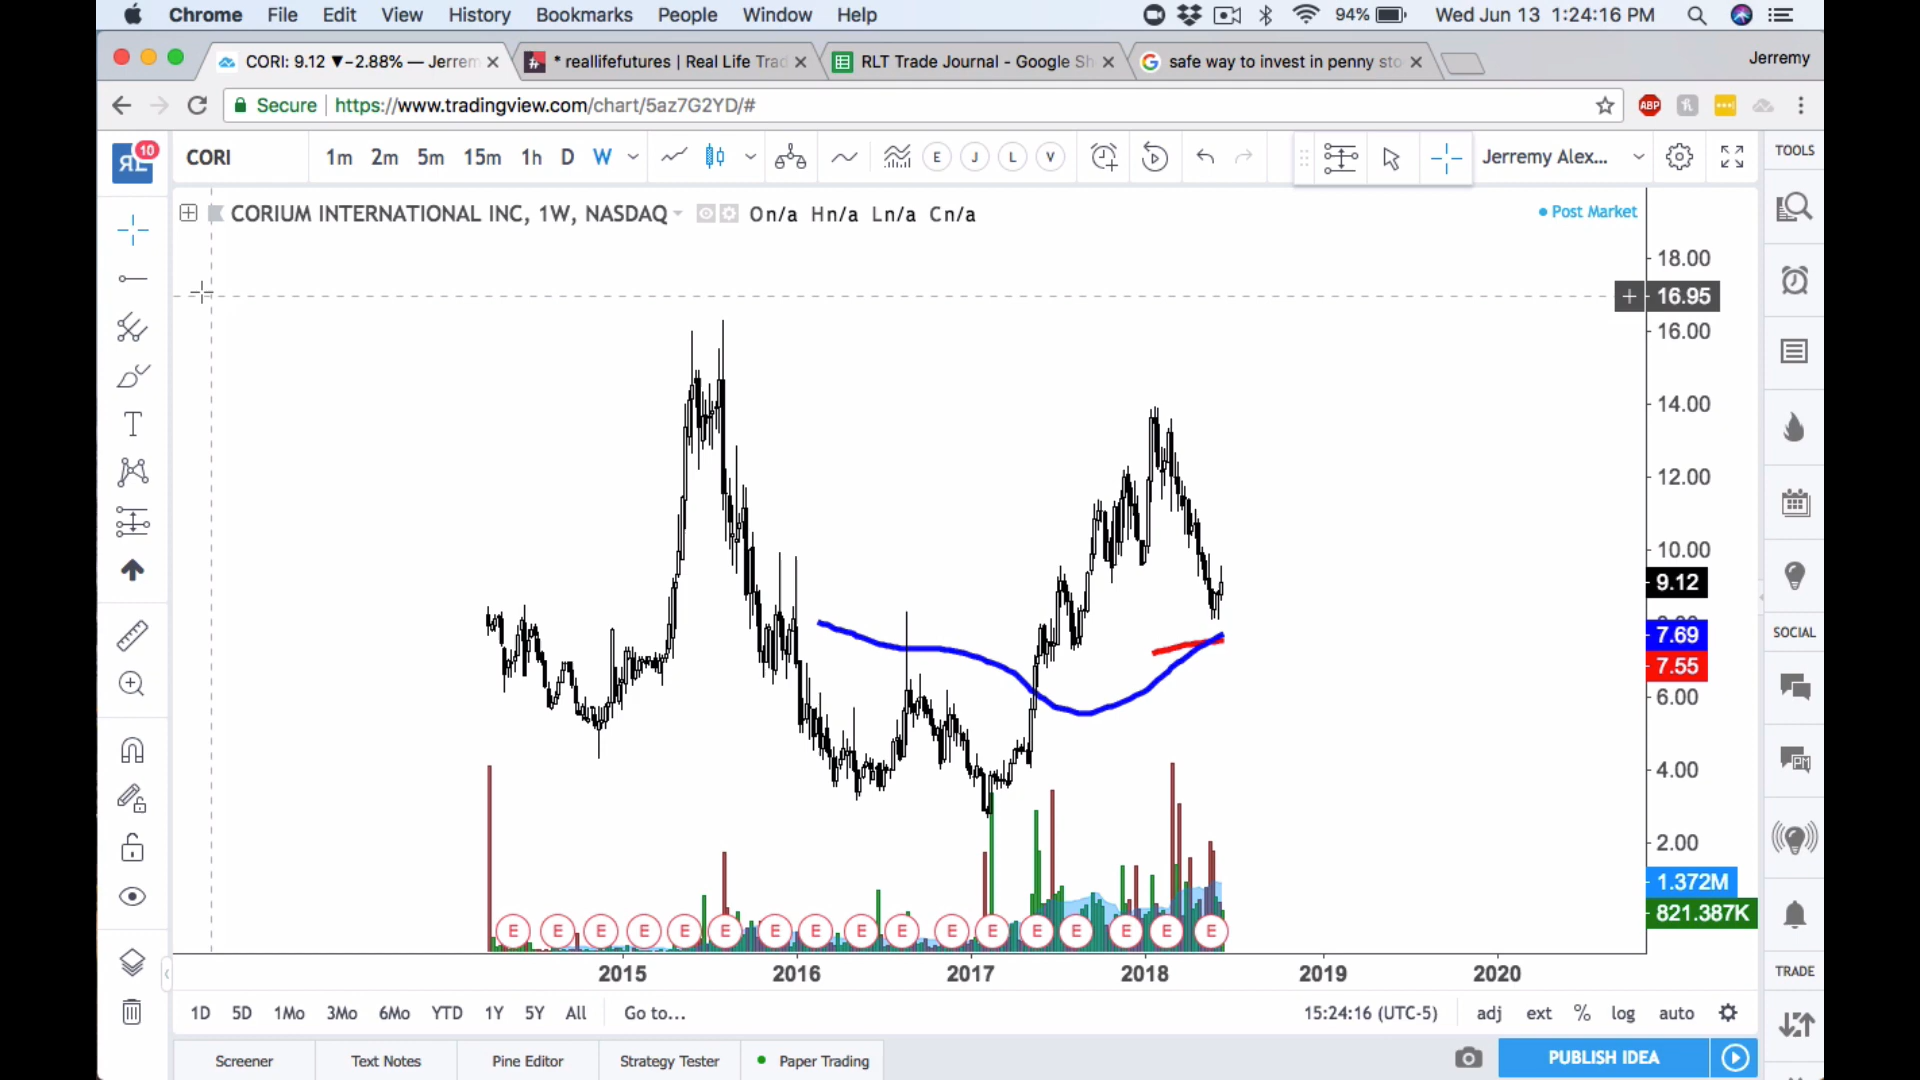 Chrome File Edit View History Bookmarks People Window Help 94% Wed Jun 13 1:24:16 PM
CORI: 9.12 ▼−2.88% — Jerrem
* reallifefutures | Real Life Trad
RLT Trade Journal - Google Sh
safe way to invest in penny sto
Jerremy
Secure https://www.tradingview.com/chart/5az7G2YD/#
ABP
10
CORI 1m 2m 5m 15m 1h D W E J L V Jerremy Alex...
TOOLS
CORIUM INTERNATIONAL INC, 1W, NASDAQ On/a Hn/a Ln/a Cn/a
Post Market
18.00
16.95
16.00
14.00
12.00
10.00
9.12
7.69
7.55
6.00
4.00
2.00
1.372M
821.387K
SOCIAL
PM
TRADE
E E E E E E E E E E E E E E E E E
2015 2016 2017 2018 2019 2020
1D 5D 1Mo 3Mo 6Mo YTD 1Y 5Y All Go to... 15:24:16 (UTC-5) adj ext % log auto
Screener Text Notes Pine Editor Strategy Tester Paper Trading PUBLISH IDEA